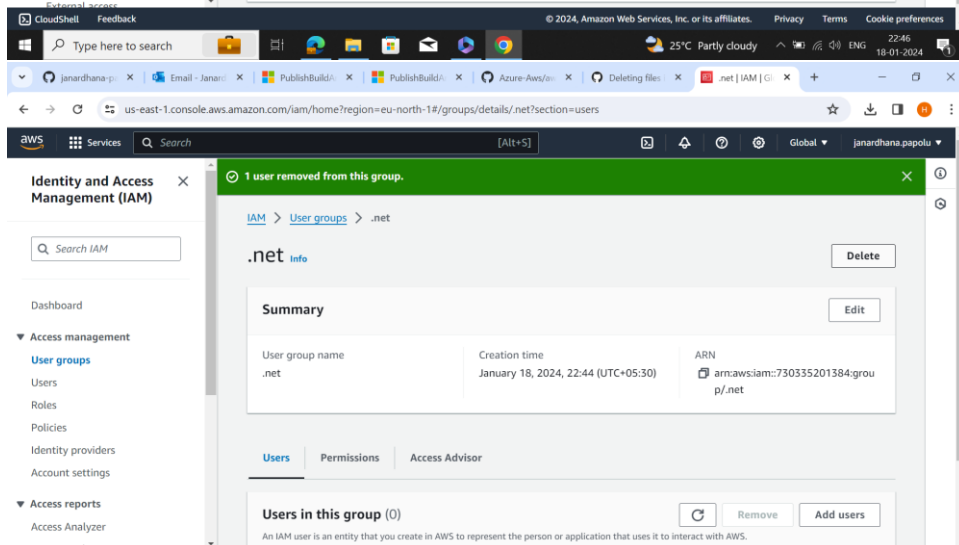 External access
CloudShell Feedback © 2024, Amazon Web Services, Inc. or its affiliates. Privacy Terms Cookie preferences
Type here to search 25°C Partly cloudy ENG 22:46
18-01-2024
janardhana-p Email - Janard PublishBuildA PublishBuildA Azure-Aws/aw Deleting files .net | IAM | Gl
us-east-1.console.aws.amazon.com/iam/home?region=eu-north-1#/groups/details/.net?section=users H
aws Services Search [Alt+S] Global janardhana.papolu
Identity and Access
Management (IAM)
Search IAM
Dashboard
Access management
User groups
Users
Roles
Policies
Identity providers
Account settings
Access reports
Access Analyzer
1 user removed from this group.
IAM > User groups > .net
.net Info Delete
Summary Edit
User group name
.net
Creation time
January 18, 2024, 22:44 (UTC+05:30)
ARN
arn:aws:iam::730335201384:grou
p/.net
Users Permissions Access Advisor
Users in this group (0) Remove Add users
An IAM user is an entity that you create in AWS to represent the person or application that uses it to interact with AWS.